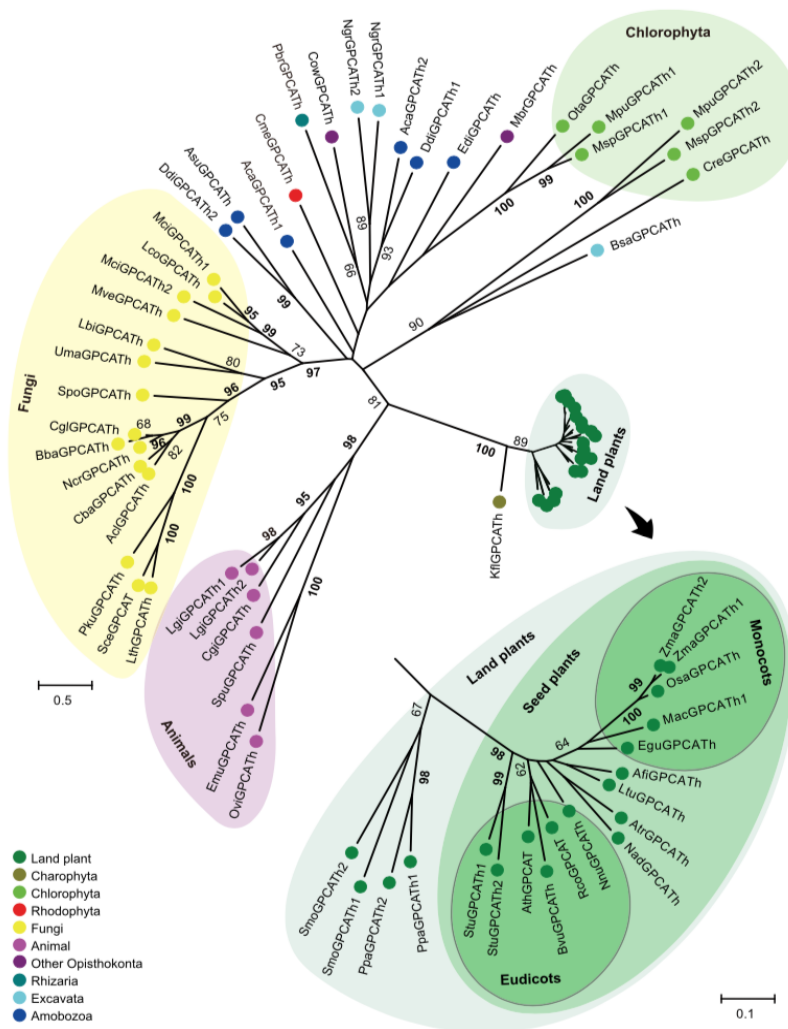 Chlorophyta
PbrGPCATh
CowGPCATh
NgrGPCATh2
NgrGPCATh1
AcaGPCATh2
DdiGPCATh1
EdiGPCATh
MbrGPCATh
OtaGPCATh
MpuGPCATh1
MspGPCATh1
MpuGPCATh2
MspGPCATh2
CreGPCATh
BsaGPCATh
CmeGPCATh
AcaGPCATh1
AsuGPCATh
DdiGPCATh2
99
100
100
89
93
66
90
99
MciGPCATh1
LcoGPCATh
MciGPCATh2
MveGPCATh
LbiGPCATh
UmaGPCATh
SpoGPCATh
CglGPCATh
BbaGPCATh
NcrGPCATh
CbaGPCATh
AclGPCATh
PkuGPCATh
SceGPCAT
LthGPCATh
Fungi
95
99
73
97
80
95
96
75
99
68
96
82
100
100
81
98
95
98
100
LgiGPCATh1
LgiGPCATh2
CgiGPCATh
SpuGPCATh
EmuGPCATh
OviGPCATh
Animals
0.5
100
89
KflGPCATh
Land plants
Land plants
Seed plants
Monocots
ZmaGPCATh2
ZmaGPCATh1
OsaGPCATh
MacGPCATh1
EguGPCATh
AfiGPCATh
LtuGPCATh
AtrGPCATh
NadGPCATh
NnuGPCATh
RcoGPCAT
BvuGPCATh
AthGPCAT
StuGPCATh2
StuGPCATh1
Eudicots
99
100
64
98
99
62
67
98
SmoGPCATh2
SmoGPCATh1
PpaGPCATh2
PpaGPCATh1
0.1
Land plant
Charophyta
Chlorophyta
Rhodophyta
Fungi
Animal
Other Opisthokonta
Rhizaria
Excavata
Amobozoa